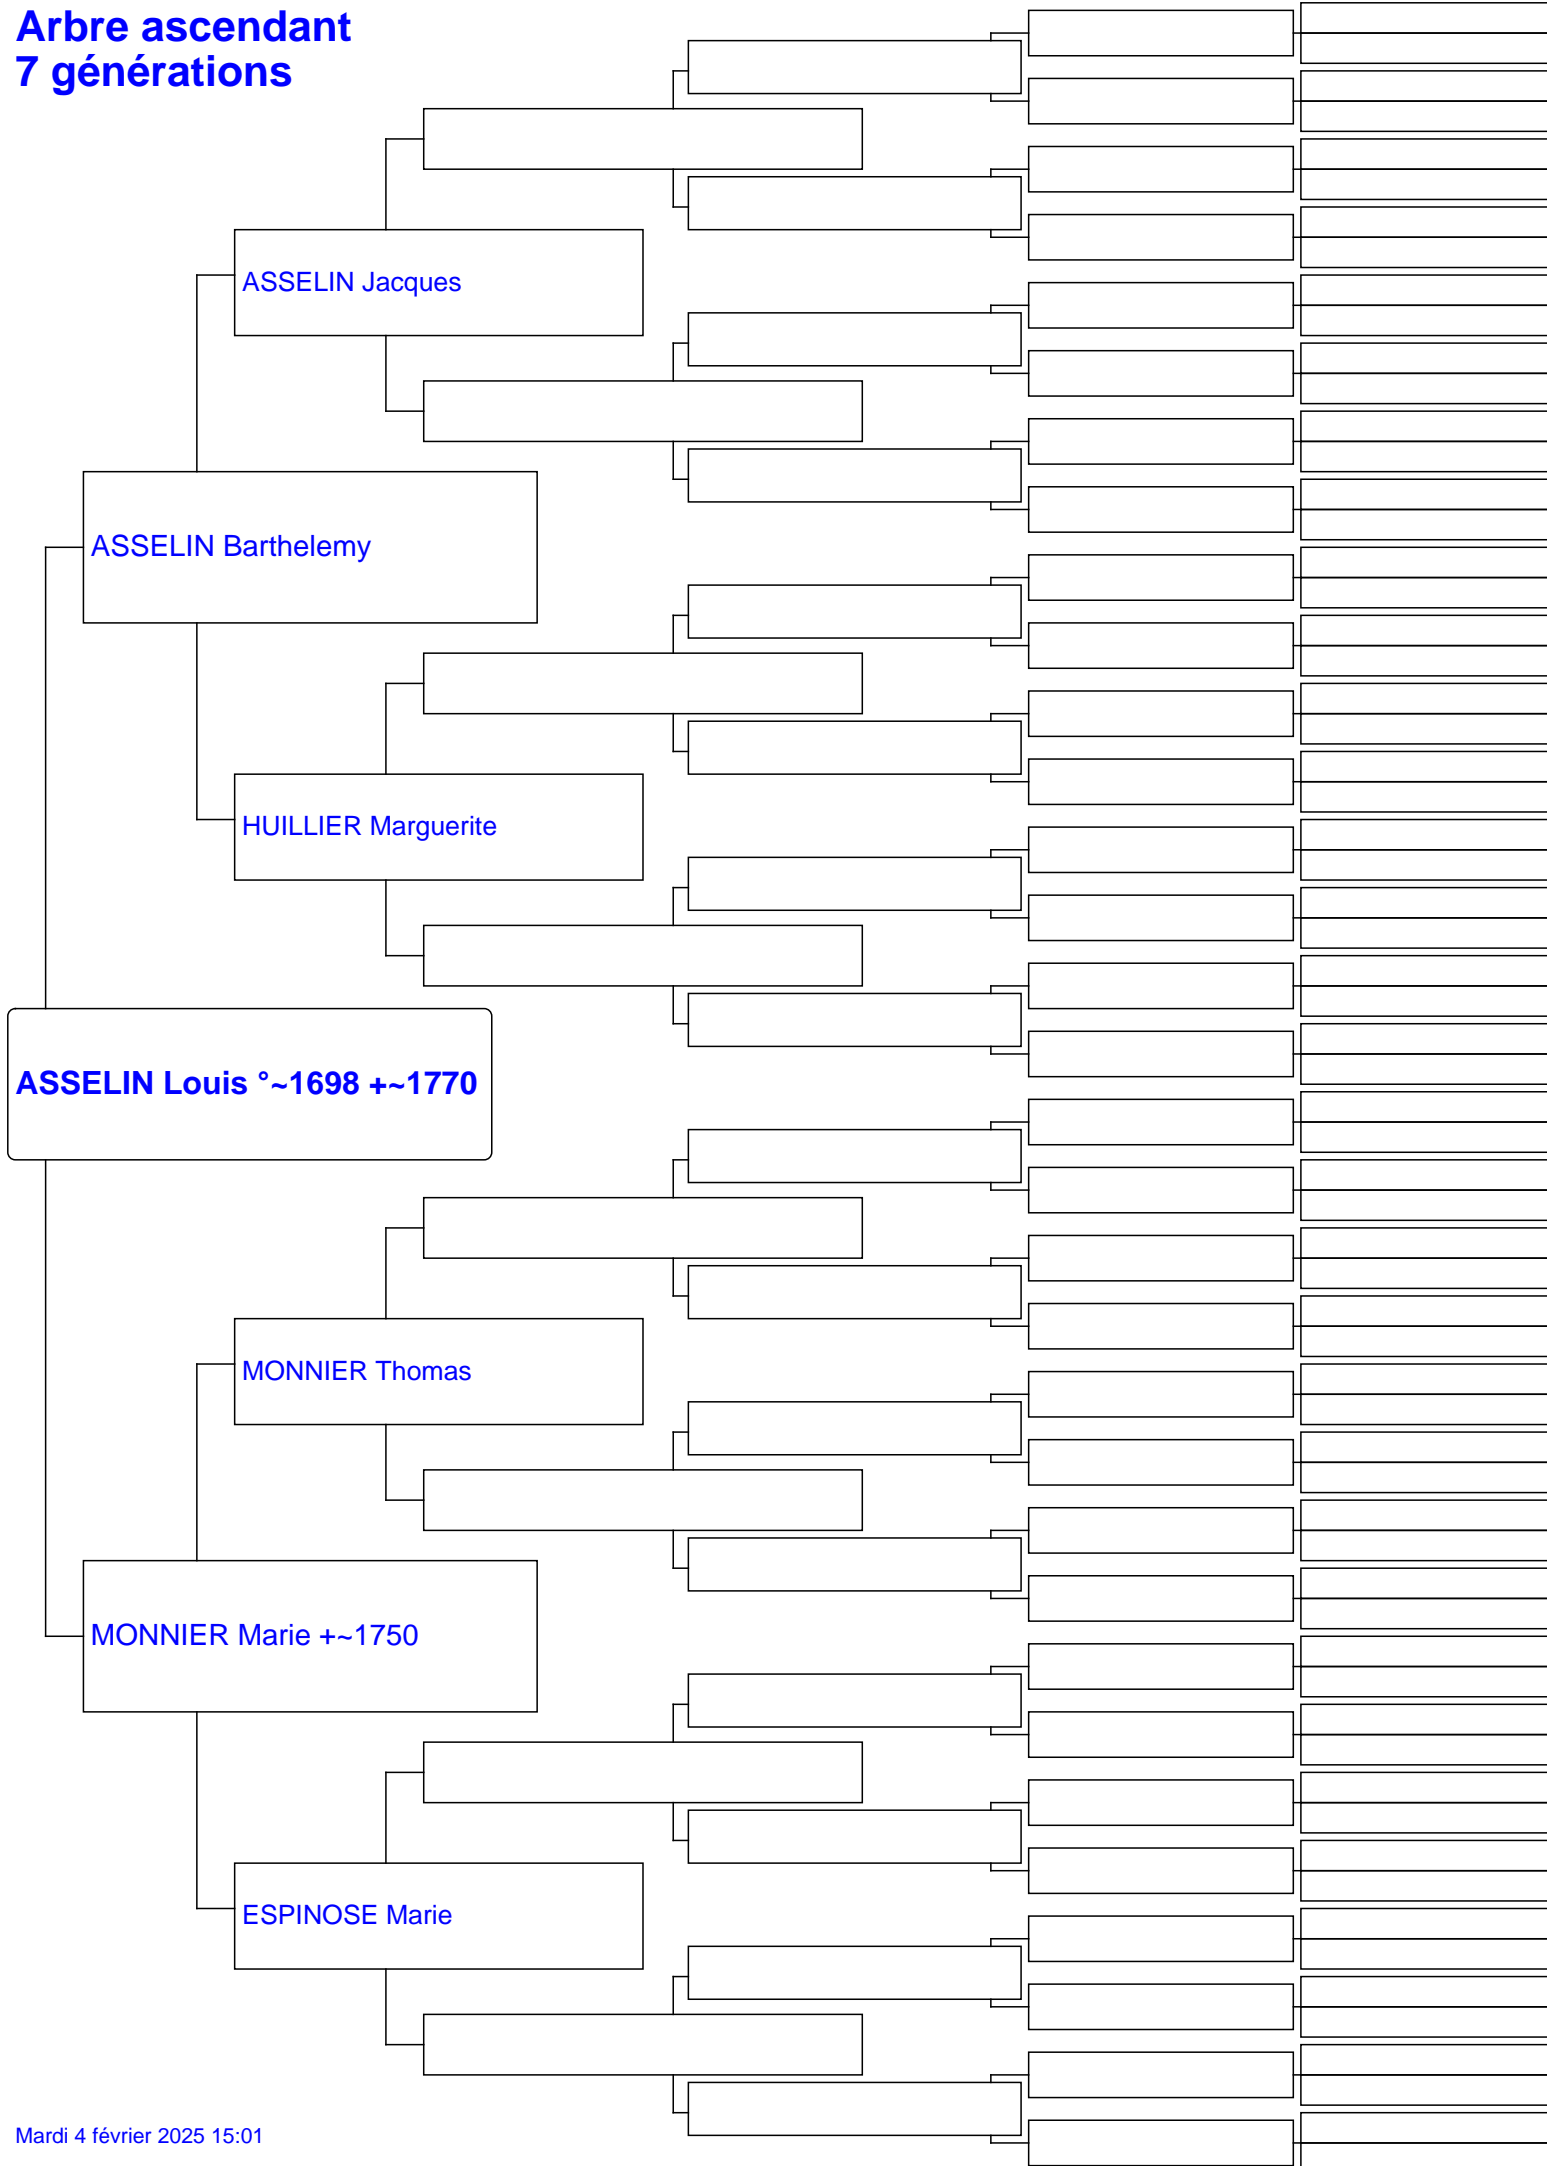 Arbre ascendant
7 générations
ASSELIN Jacques
ASSELIN Barthelemy
HUILLIER Marguerite
ASSELIN Louis °~1698 +~1770
MONNIER Thomas
MONNIER Marie +~1750
ESPINOSE Marie
Mardi 4 février 2025 15:01